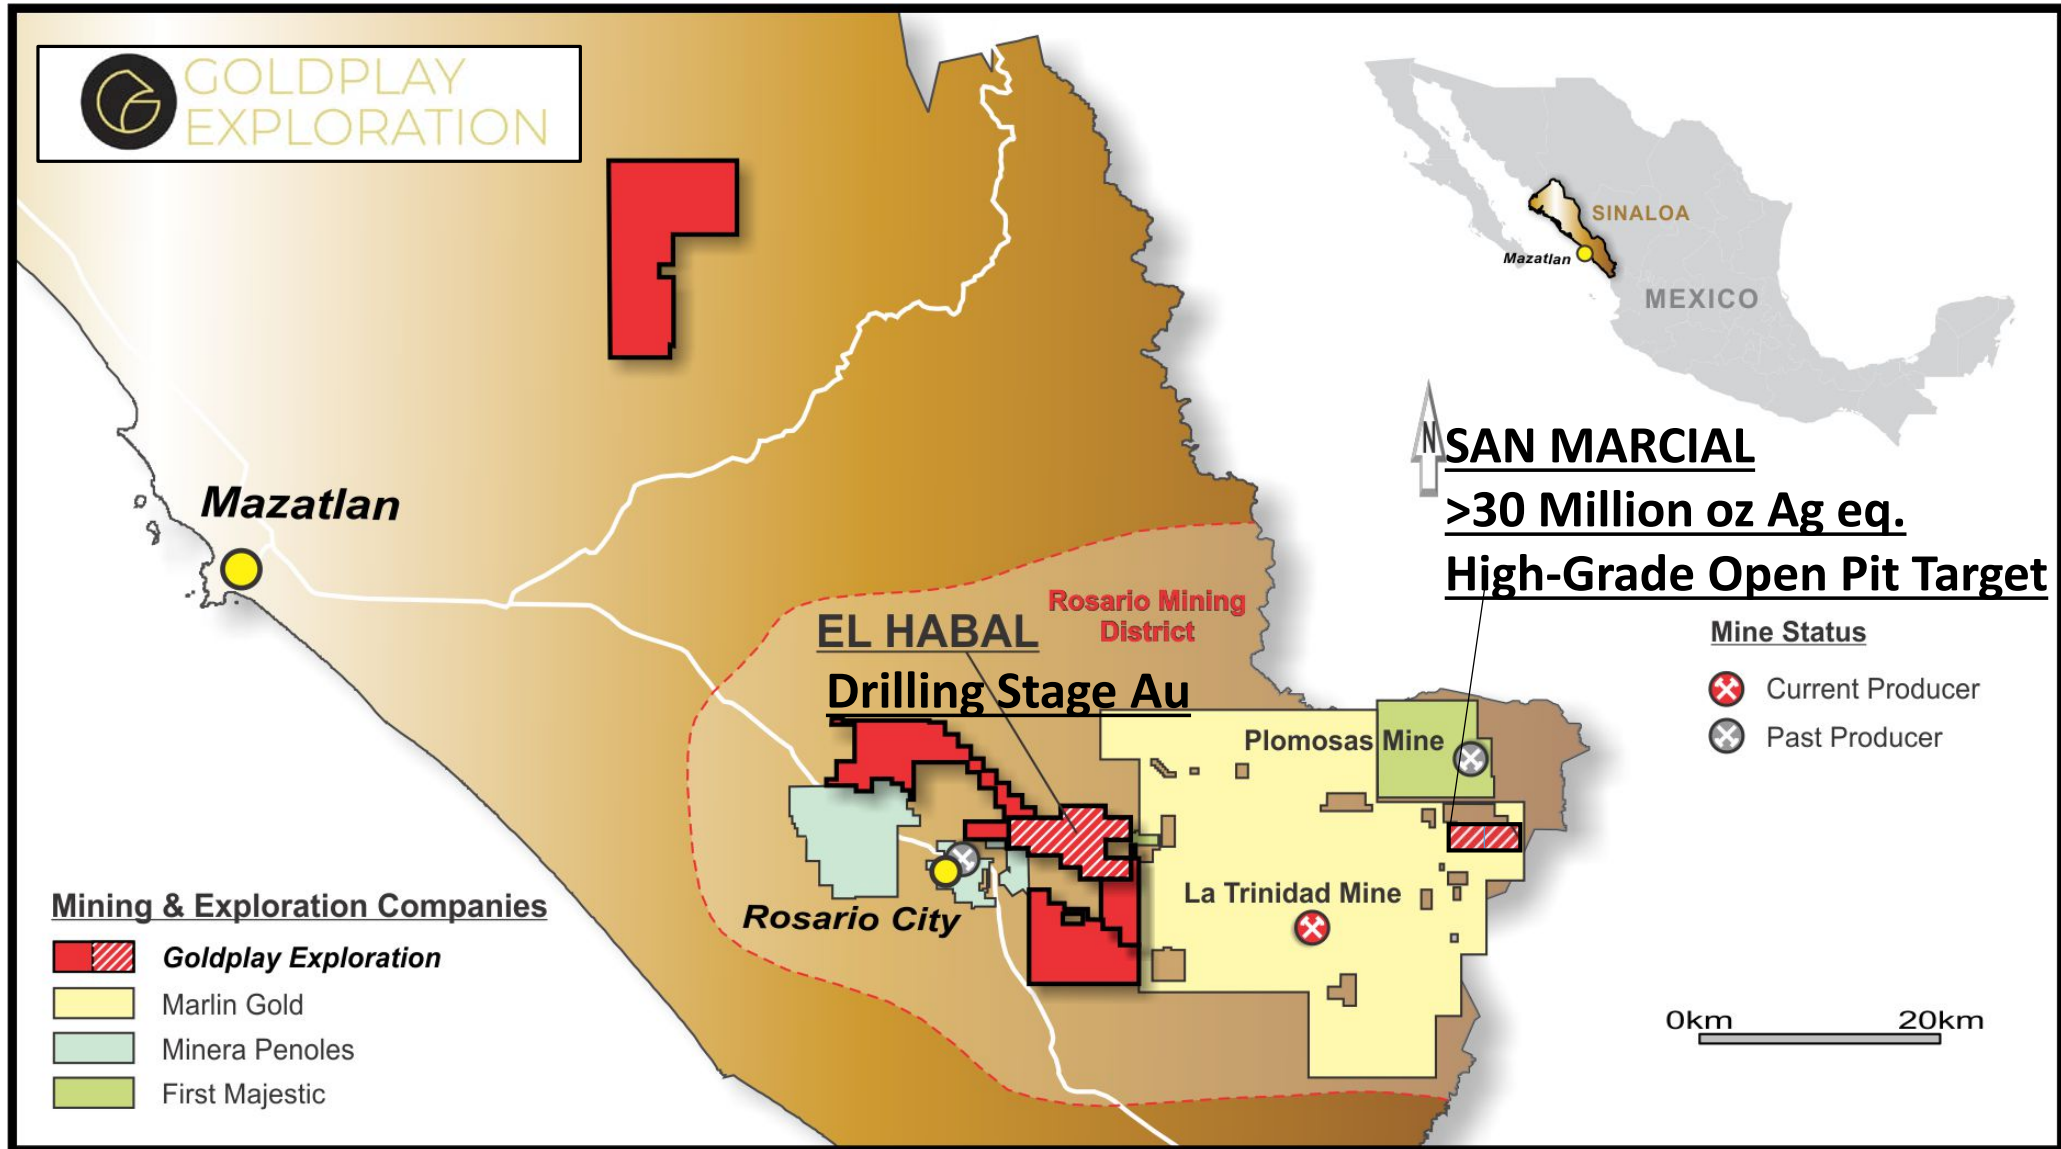 GOLDPLAY
EXPLORATION
SINALOA
Mazatlan
MEXICO
N
SAN MARCIAL
>30 Million oz Ag eq.
High-Grade Open Pit Target
Mazatlan
Rosario Mining
District
EL HABAL
Drilling Stage Au
Mine Status
Current Producer
Past Producer
Plomosas Mine
La Trinidad Mine
Rosario City
Mining & Exploration Companies
Goldplay Exploration
Marlin Gold
Minera Penoles
First Majestic
0km 20km